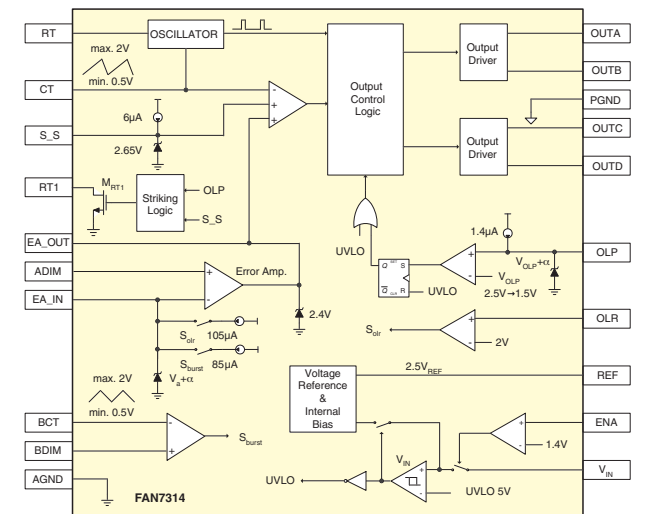 RT
OSCILLATOR
OUTA
max. 2V
Output
Driver
min. 0.5V
OUTB
CT
-
+
+
Output
Control
Logic
PGND
6µA
S_S
OUTC
2.65V
Output
Driver
OUTD
RT1
MRT1
Striking
Logic
OLP
S_S
1.4µA
UVLO
EA_OUT
OLP
Q SET S
Q CLR R
+
-
VOLP+α
VOLP
2.5V→1.5V
UVLO
ADIM
+
-
Error Amp.
EA_IN
2.4V
OLR
Solr
105µA
Solr
+
-
2V
Sburst
85µA
Va+α
Voltage
Reference
&
Internal
Bias
2.5VREF
REF
max. 2V
min. 0.5V
BCT
-
+
Sburst
ENA
+
-
1.4V
BDIM
VIN
VIN
AGND
UVLO
+
-
UVLO 5V
FAN7314